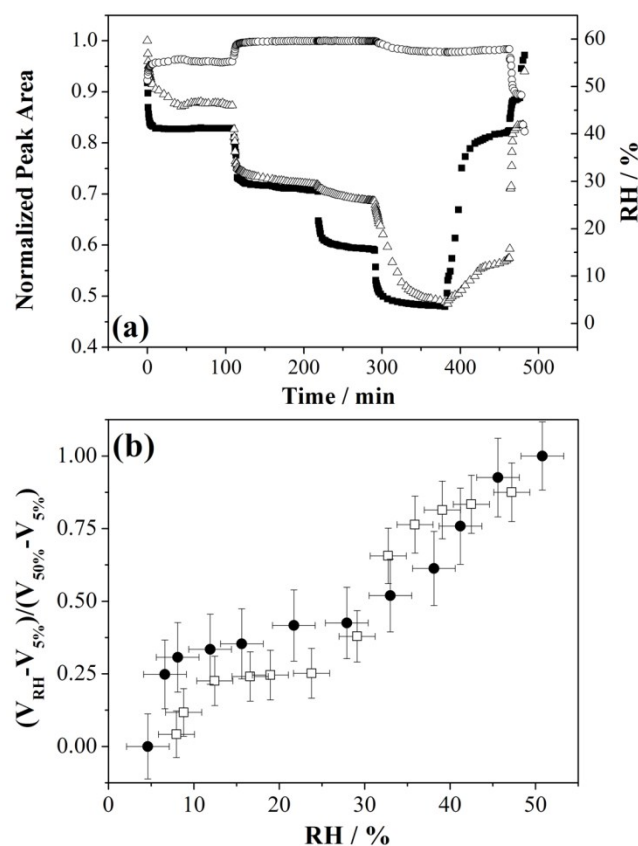 1.0
0.9
0.8
0.7
0.6
0.5
0.4
Normalized Peak Area
60
50
40
30
20
10
0
RH / %
(a)
0 100 200 300 400 500
Time / min
(b)
1.00
0.75
0.50
0.25
0.00
(V_RH-V_5%)/(V_50%-V_5%)
0 10 20 30 40 50
RH / %